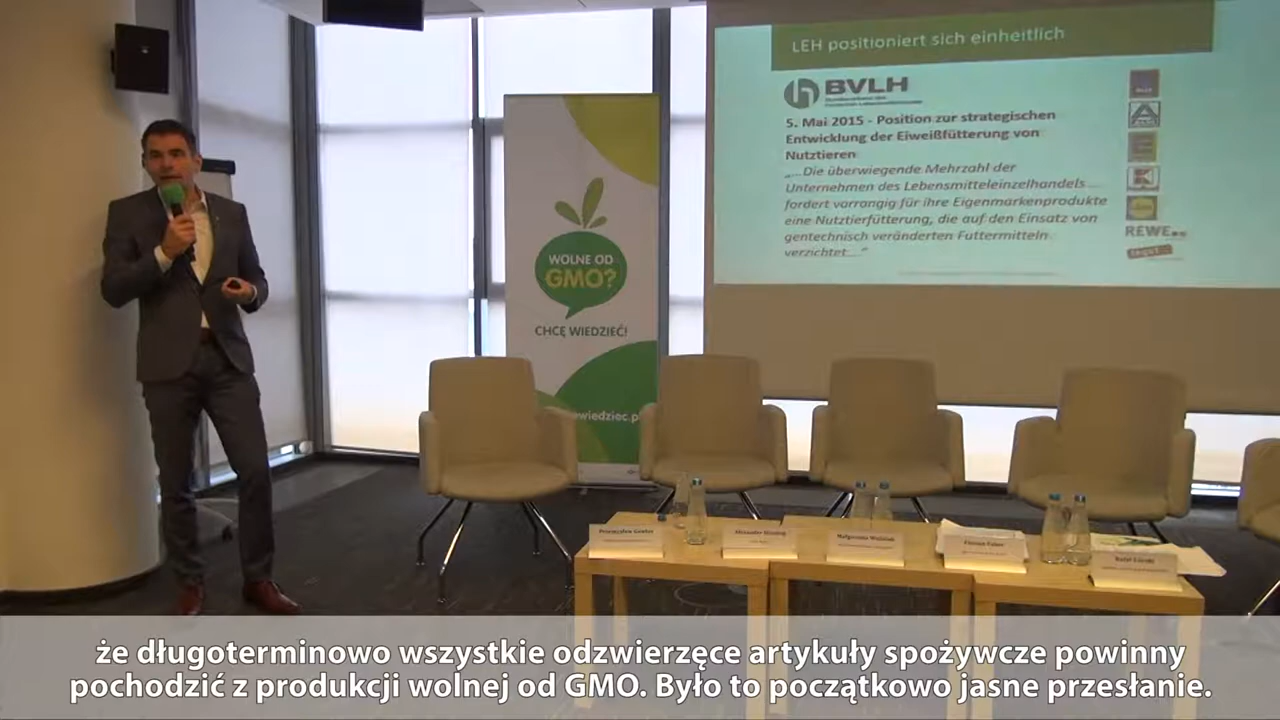 LEH positioniert sich einheitlich
BVLH
5. Mai 2015 - Position zur strategischen
Entwicklung der Eiweißfütterung von
Nutztieren
„...Die überwiegende Mehrzahl der
Unternehmen des Lebensmitteleinzelhandels ...
fordert vorrangig für ihre Eigenmarkenprodukte
eine Nutztierfütterung, die auf den Einsatz von
gentechnisch veränderten Futtermitteln
verzichtet...."
REWE
WOLNE OD
GMO?
CHCĘ WIEDZIEĆ!
że długoterminowo wszystkie odzwierzęce artykuły spożywcze powinny
pochodzić z produkcji wolnej od GMO. Było to początkowo jasne przesłanie.